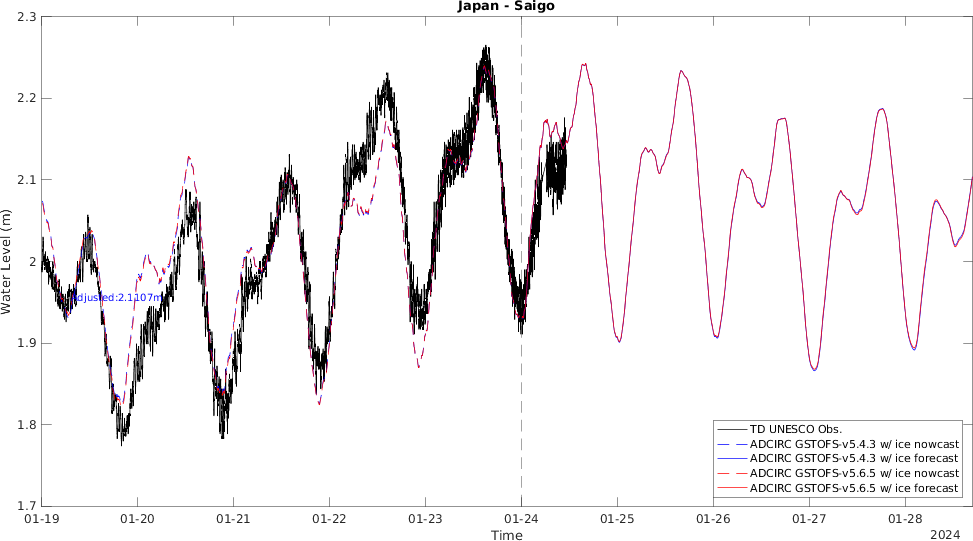 Japan - Saigo
2.3
2.2
2.1
2
1.9
1.8
1.7
Water Level (m)
Adjusted:2.1107m
TD UNESCO Obs.
ADCIRC GSTOFS-v5.4.3 w/ ice nowcast
ADCIRC GSTOFS-v5.4.3 w/ ice forecast
ADCIRC GSTOFS-v5.6.5 w/ ice nowcast
ADCIRC GSTOFS-v5.6.5 w/ ice forecast
01-19 01-20 01-21 01-22 01-23 01-24 01-25 01-26 01-27 01-28
Time
2024